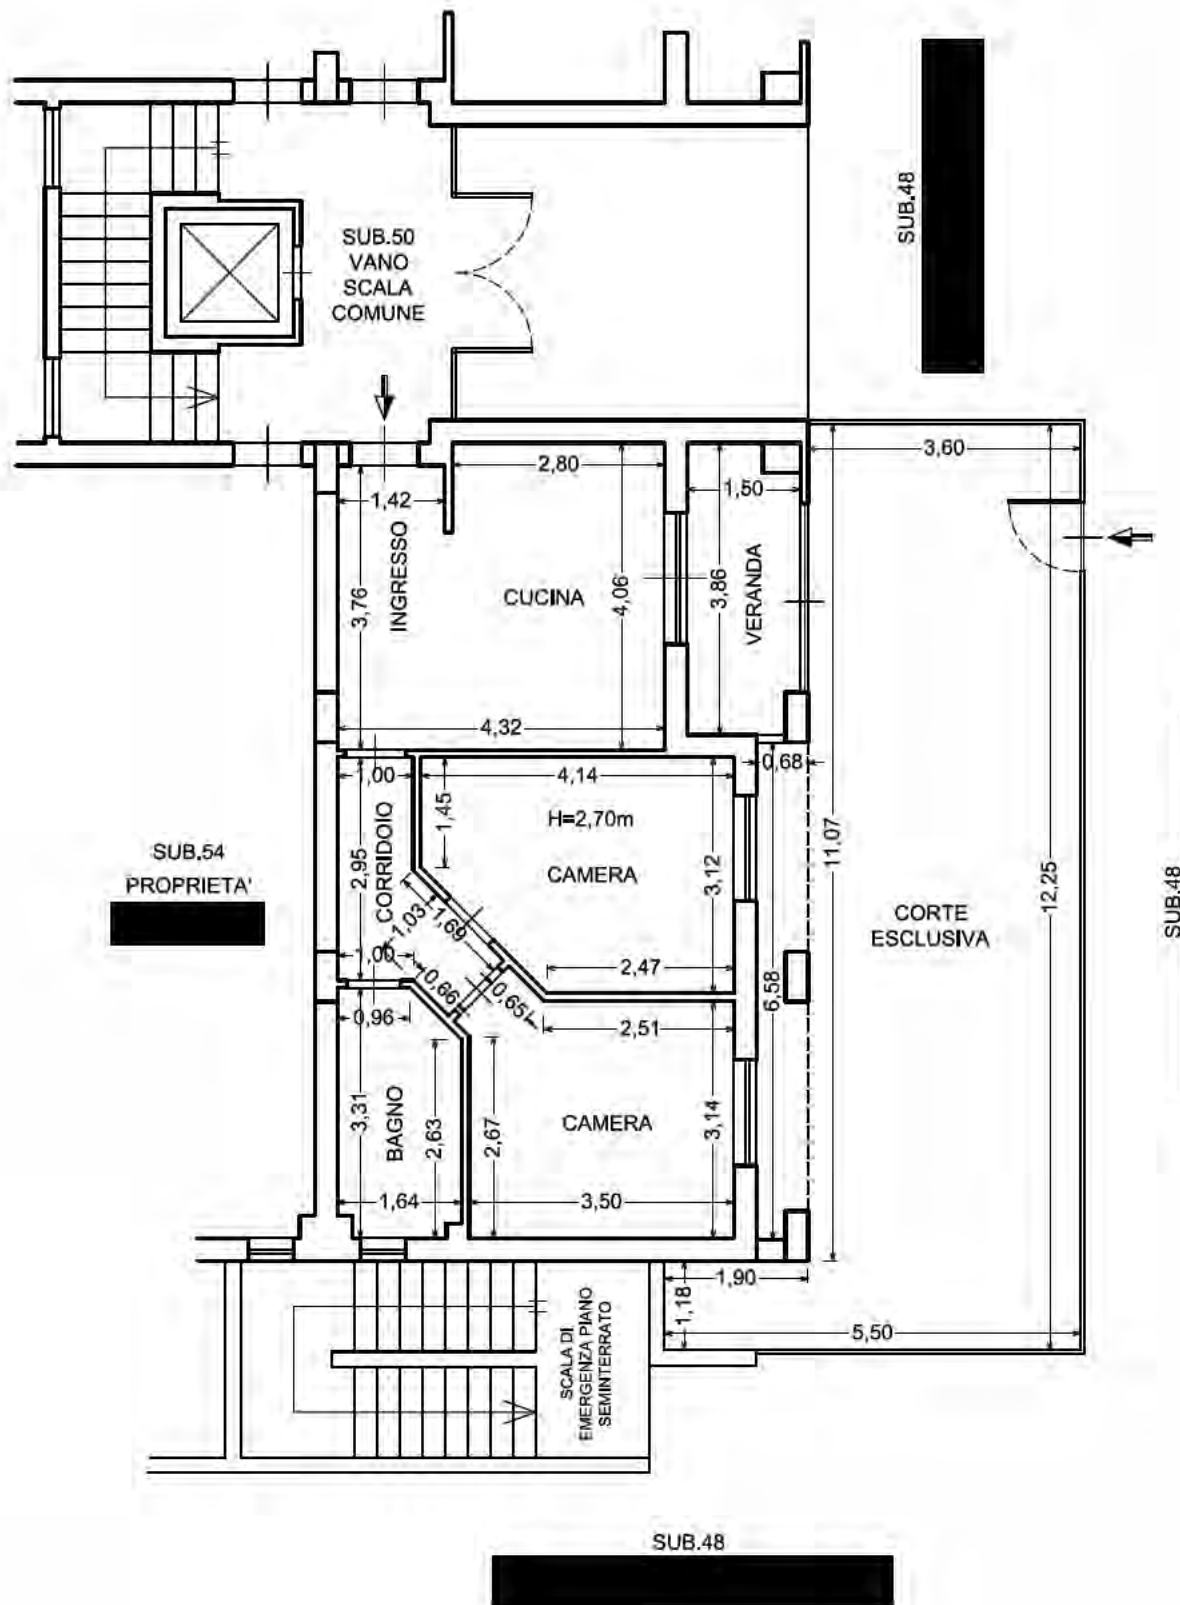 SUB.48
SUB.50
VANO
SCALA
COMUNE
2,80
3,60
1,42
1,50
INGRESSO
3,76
CUCINA
4,06
3,86
VERANDA
4,32
0,68
1,00
4,14
1,45
H=2,70m
CAMERA
SUB.54
PROPRIETA'
2,95
CORRIDOIO
3,12
11,07
12,25
SUB.48
CORTE
ESCLUSIVA
1,03
1,69
1,00
0,66
0,65
2,47
6,58
0,96
2,51
3,31
BAGNO
2,63
2,67
CAMERA
3,14
1,64
3,50
1,90
1,18
5,50
SCALA DI
EMERGENZA PIANO
SEMINTERRATO
SUB.48